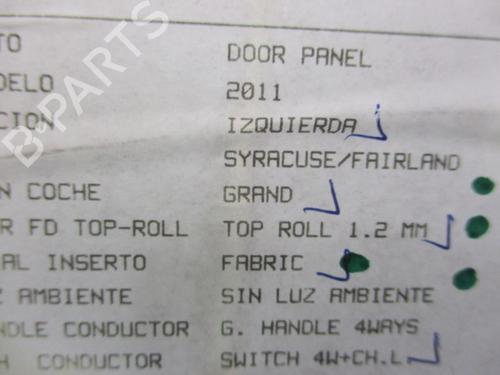 TO DOOR PANEL
DELO 2011
CION IZQUIERDA
SYRACUSE/FAIRLAND
N COCHE GRAND
R FD TOP-ROLL TOP ROLL 1.2 MM
AL INSERTO FABRIC
Z AMBIENTE SIN LUZ AMBIENTE
NDLE CONDUCTOR G. HANDLE 4WAYS
H CONDUCTOR SWITCH 4W+CH.L
B-PARTS